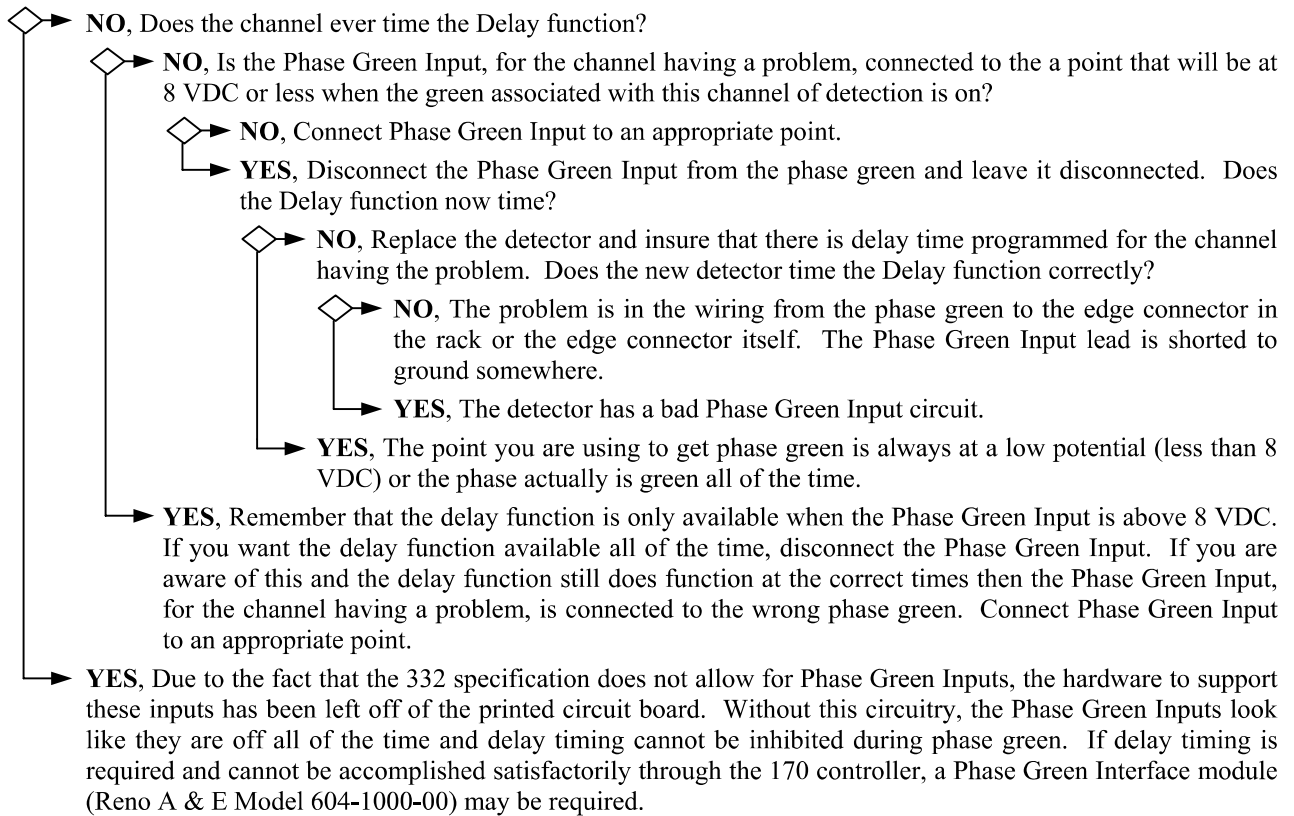 NO, Does the channel ever time the Delay function?
NO, Is the Phase Green Input, for the channel having a problem, connected to the a point that will be at
8 VDC or less when the green associated with this channel of detection is on?
NO, Connect Phase Green Input to an appropriate point.
YES, Disconnect the Phase Green Input from the phase green and leave it disconnected. Does
the Delay function now time?
NO, Replace the detector and insure that there is delay time programmed for the channel
having the problem. Does the new detector time the Delay function correctly?
NO, The problem is in the wiring from the phase green to the edge connector in
the rack or the edge connector itself. The Phase Green Input lead is shorted to
ground somewhere.
YES, The detector has a bad Phase Green Input circuit.
YES, The point you are using to get phase green is always at a low potential (less than 8
VDC) or the phase actually is green all of the time.
YES, Remember that the delay function is only available when the Phase Green Input is above 8 VDC.
If you want the delay function available all of the time, disconnect the Phase Green Input. If you are
aware of this and the delay function still does function at the correct times then the Phase Green Input,
for the channel having a problem, is connected to the wrong phase green. Connect Phase Green Input
to an appropriate point.
YES, Due to the fact that the 332 specification does not allow for Phase Green Inputs, the hardware to support
these inputs has been left off of the printed circuit board. Without this circuitry, the Phase Green Inputs look
like they are off all of the time and delay timing cannot be inhibited during phase green. If delay timing is
required and cannot be accomplished satisfactorily through the 170 controller, a Phase Green Interface module
(Reno A & E Model 604-1000-00) may be required.